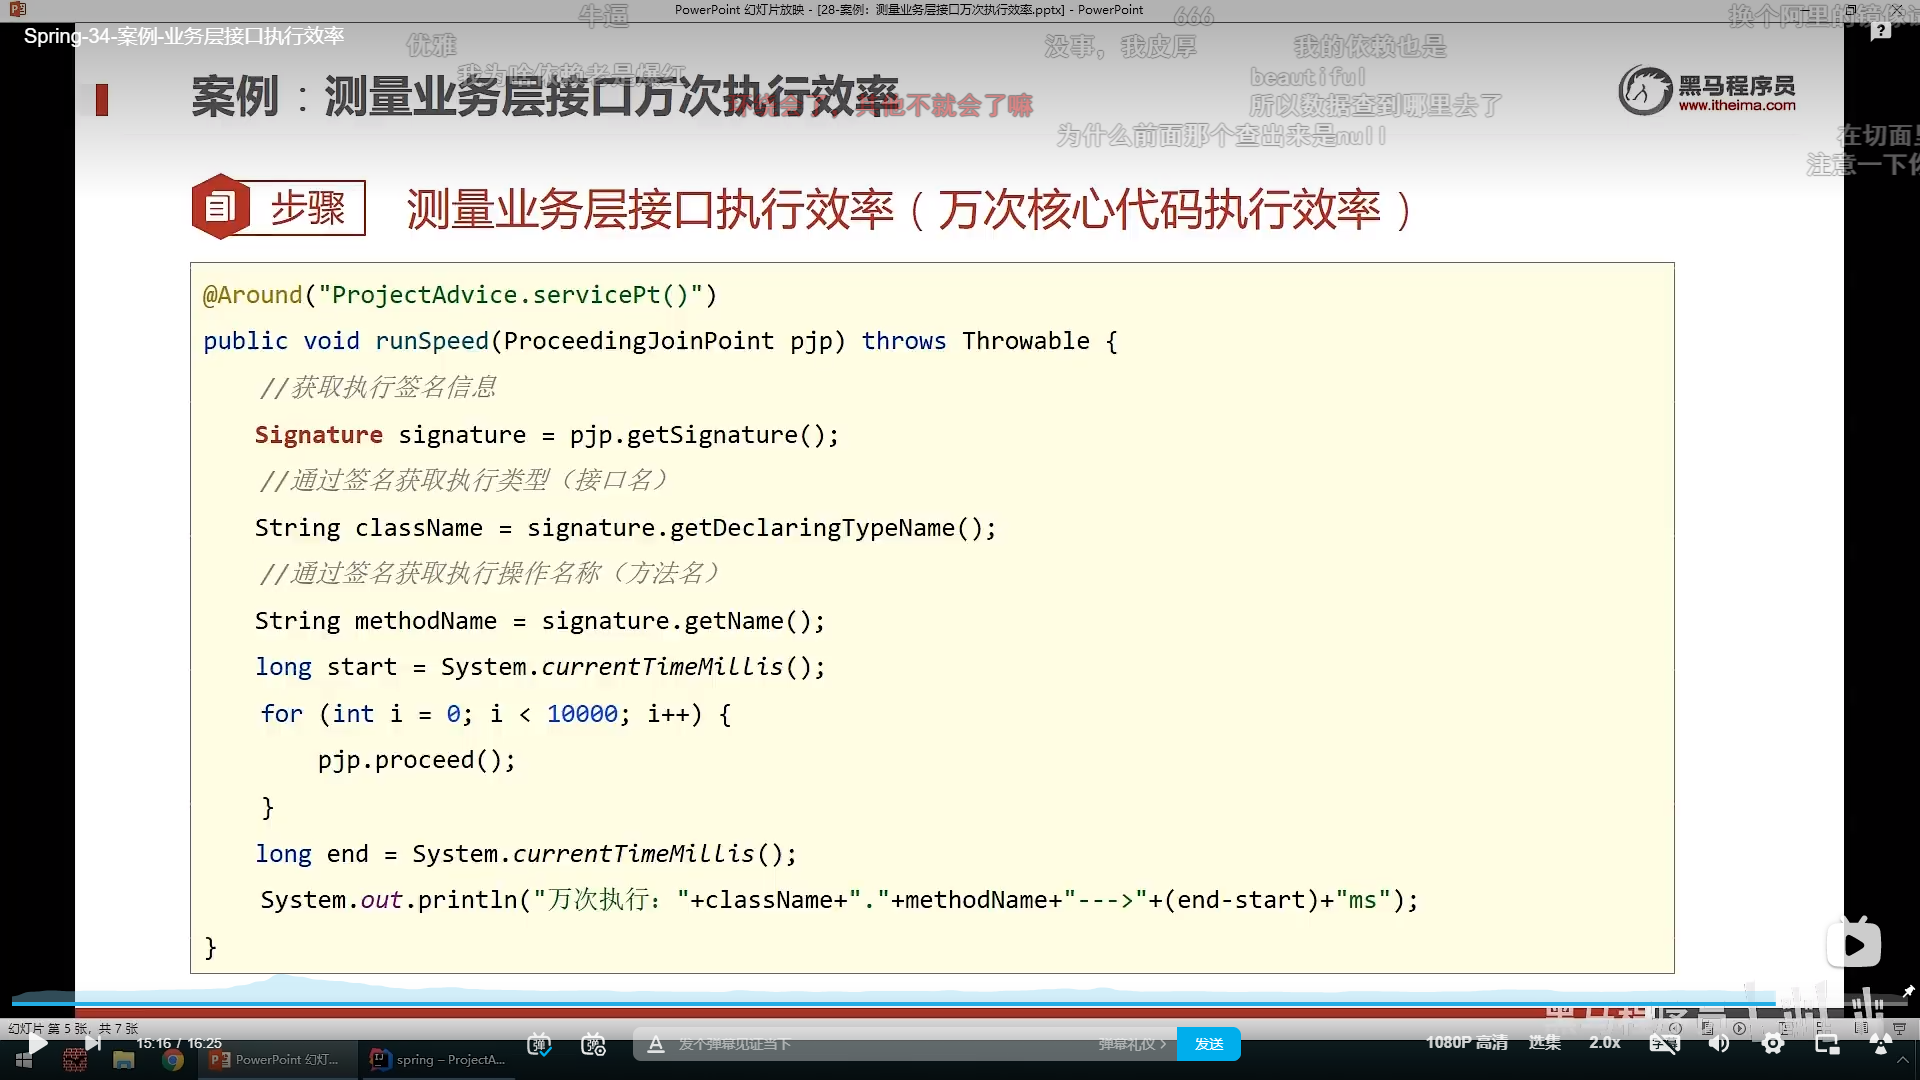 PowerPoint 幻灯片放映 - [28-案例：测量业务层接口万次执行效率.pptx] - PowerPoint
牛逼
666
换个阿里的镜像
Spring-34-案例-业务层接口执行效率
优雅
没事，我皮厚
我的依赖也是
我为啥依赖老是爆红
beautiful
案例：测量业务层接口万次执行效率
黑马程序员
www.itheima.com
他不就会了嘛
所以数据查到哪里去了
为什么前面那个查出来是null
在切面里
注意一下你
步骤
测量业务层接口执行效率（万次核心代码执行效率）
@Around("ProjectAdvice.servicePt()")
public void runSpeed(ProceedingJoinPoint pjp) throws Throwable {
//获取执行签名信息
Signature signature = pjp.getSignature();
//通过签名获取执行类型（接口名）
String className = signature.getDeclaringTypeName();
//通过签名获取执行操作名称（方法名）
String methodName = signature.getName();
long start = System.currentTimeMillis();
for (int i = 0; i < 10000; i++) {
pjp.proceed();
}
long end = System.currentTimeMillis();
System.out.println("万次执行："+className+"."+methodName+"--->"+(end-start)+"ms");
}
幻灯片 第 5 张，共 7 张
15:16 / 16:25
发个弹幕见证当下
弹幕礼仪 >
发送
1080P 高清
选集
2.0x
PowerPoint 幻灯...
spring – ProjectA...